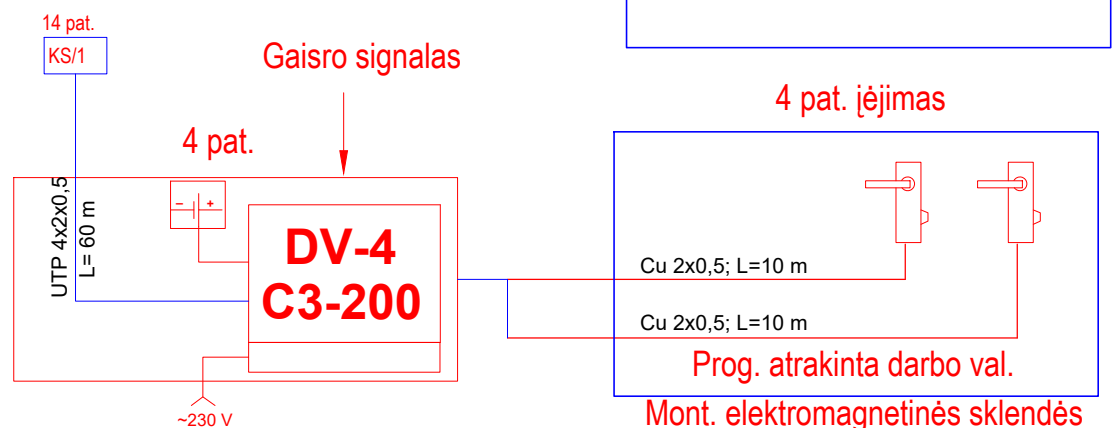 14 pat.
KS/1
Gaisro signalas
4 pat. įėjimas
4 pat.
UTP 4x2x0,5
L= 60 m
- +
DV-4
C3-200
Cu 2x0,5; L=10 m
Cu 2x0,5; L=10 m
Prog. atrakinta darbo val.
Mont. elektromagnetinės sklendės
~230 V